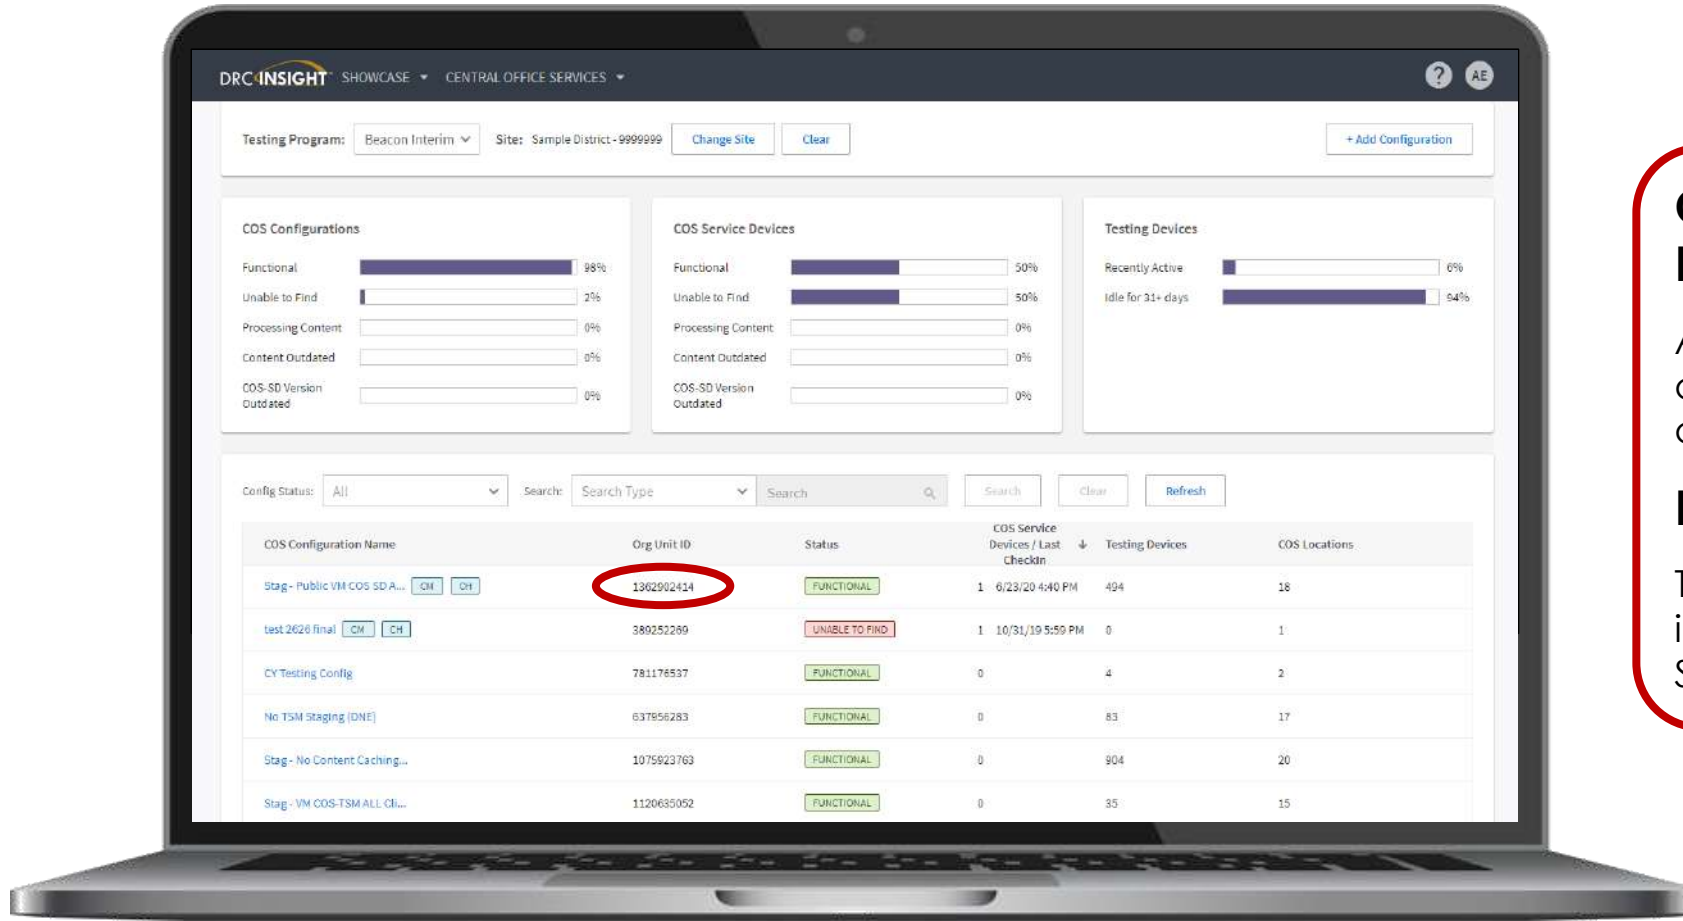 DRC INSIGHT SHOWCASE CENTRAL OFFICE SERVICES ? AE
Testing Program: Beacon Interim Site: Sample District - 9999999 Change Site Clear + Add Configuration
COS Configurations
Functional 98%
Unable to Find 2%
Processing Content 0%
Content Outdated 0%
COS-SD Version
Outdated
0%
COS Service Devices
Functional 50%
Unable to Find 50%
Processing Content 0%
Content Outdated 0%
COS-SD Version
Outdated
0%
Testing Devices
Recently Active 6%
Idle for 31+ days 94%
Config Status: All Search: Search Type Search Search Clear Refresh
COS Configuration Name Org Unit ID Status COS Service Devices / Last CheckIn Testing Devices COS Locations
Stag - Public VM COS SD A... CM CH 1362902414 FUNCTIONAL 1 6/23/20 4:40 PM 494 18
test 2626 final CM CH 389252269 UNABLE TO FIND 1 10/31/19 5:59 PM 0 1
CY Testing Config 781176537 FUNCTIONAL 0 4 2
No TSM Staging (DNE) 637956283 FUNCTIONAL 0 83 17
Stag - No Content Caching... 1075923763 FUNCTIONAL 0 904 20
Stag - VM COS-TSM ALL Cli... 1120635052 FUNCTIONAL 0 35 15